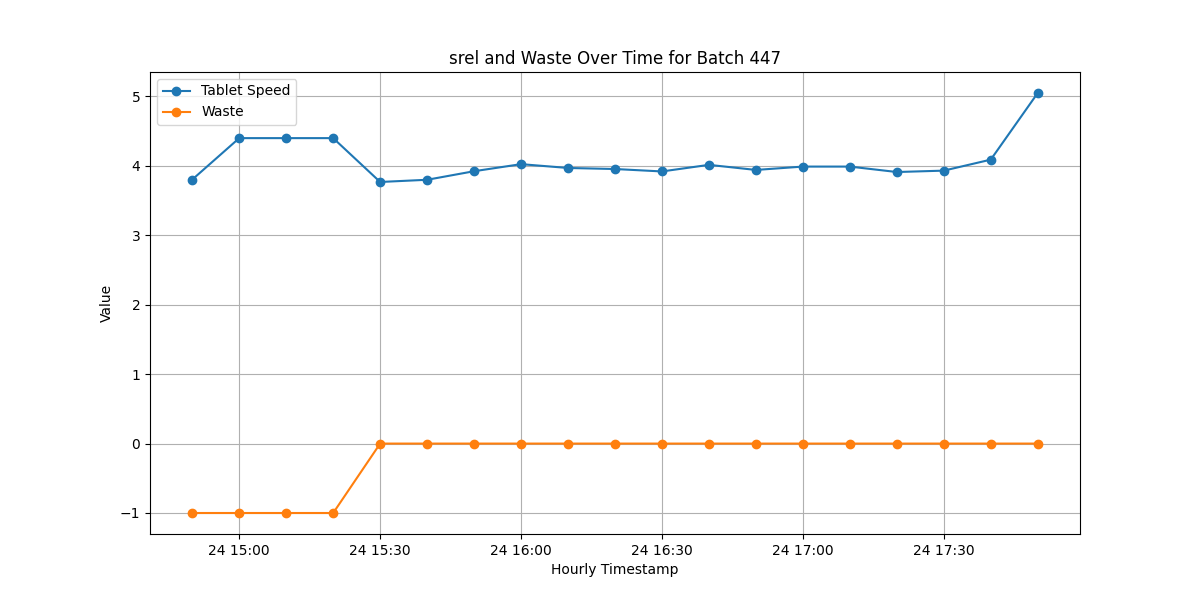 srel and Waste Over Time for Batch 447
Tablet Speed
Waste
Value
5
4
3
2
1
0
−1
24 15:00 24 15:30 24 16:00 24 16:30 24 17:00 24 17:30
Hourly Timestamp